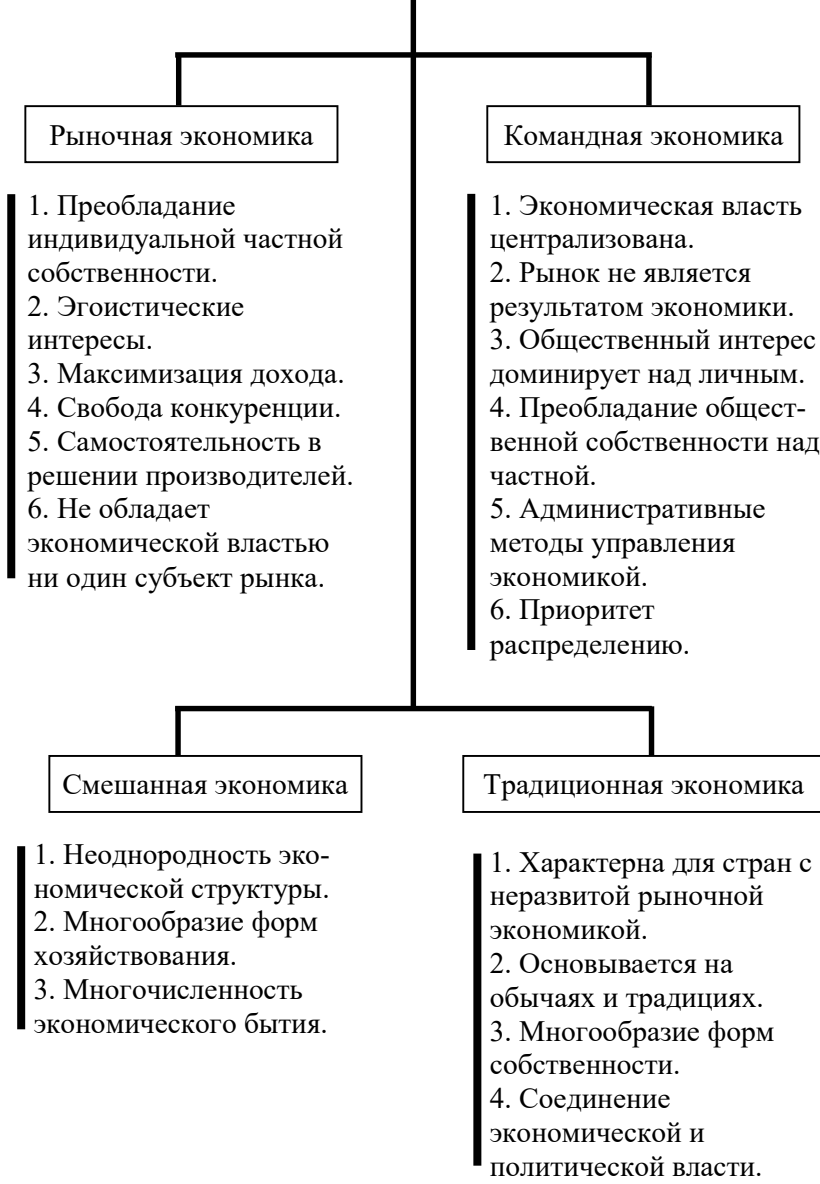 Рыночная экономика
1. Преобладание
индивидуальной частной
собственности.
2. Эгоистические
интересы.
3. Максимизация дохода.
4. Свобода конкуренции.
5. Самостоятельность в
решении производителей.
6. Не обладает
экономической властью
ни один субъект рынка.
Командная экономика
1. Экономическая власть
централизована.
2. Рынок не является
результатом экономики.
3. Общественный интерес
доминирует над личным.
4. Преобладание общест-
венной собственности над
частной.
5. Административные
методы управления
экономикой.
6. Приоритет
распределению.
Смешанная экономика
1. Неоднородность эко-
номической структуры.
2. Многообразие форм
хозяйствования.
3. Многочисленность
экономического бытия.
Традиционная экономика
1. Характерна для стран с
неразвитой рыночной
экономикой.
2. Основывается на
обычаях и традициях.
3. Многообразие форм
собственности.
4. Соединение
экономической и
политической власти.